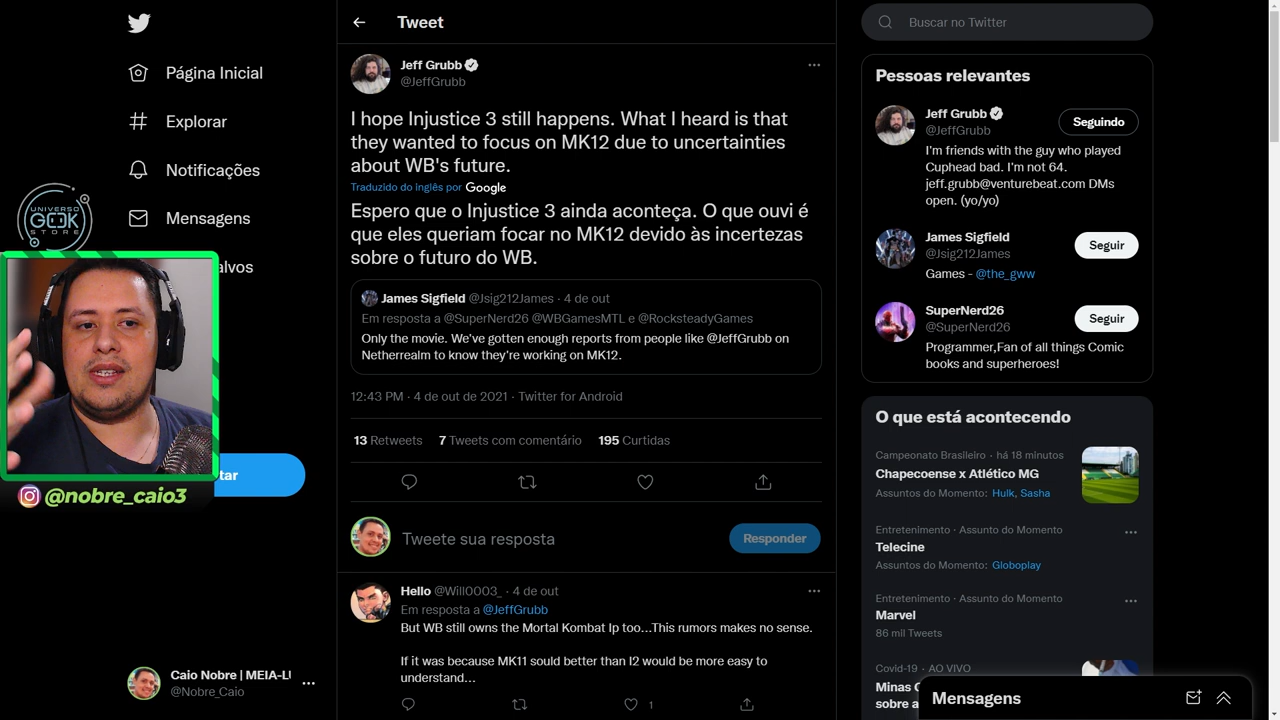 Tweet
Buscar no Twitter
Página Inicial
Explorar
Notificações
Mensagens
alvos
tar
UNIVERSO
GEEK
STORE
@nobre_caio3
Caio Nobre | MEIA-LU
@Nobre_Caio
Jeff Grubb
@JeffGrubb
I hope Injustice 3 still happens. What I heard is that
they wanted to focus on MK12 due to uncertainties
about WB's future.
Traduzido do inglês por Google
Espero que o Injustice 3 ainda aconteça. O que ouvi é
que eles queriam focar no MK12 devido às incertezas
sobre o futuro do WB.
James Sigfield @Jsig212James · 4 de out
Em resposta a @SuperNerd26 @WBGamesMTL e @RocksteadyGames
Only the movie. We've gotten enough reports from people like @JeffGrubb on
Netherrealm to know they're working on MK12.
12:43 PM · 4 de out de 2021 · Twitter for Android
13 Retweets 7 Tweets com comentário 195 Curtidas
Tweete sua resposta
Responder
Hello @Will0003_ · 4 de out
Em resposta a @JeffGrubb
But WB still owns the Mortal Kombat Ip too...This rumors makes no sense.
If it was because MK11 sould better than I2 would be more easy to
understand...
1
Pessoas relevantes
Jeff Grubb
@JeffGrubb
Seguindo
I'm friends with the guy who played
Cuphead bad. I'm not 64.
jeff.grubb@venturebeat.com DMs
open. (yo/yo)
James Sigfield
@Jsig212James
Seguir
Games - @the_gww
SuperNerd26
@SuperNerd26
Seguir
Programmer,Fan of all things Comic
books and superheroes!
O que está acontecendo
Campeonato Brasileiro · há 18 minutos
Chapecoense x Atlético MG
Assuntos do Momento: Hulk, Sasha
Entretenimento · Assunto do Momento
Telecine
Assuntos do Momento: Globoplay
Entretenimento · Assunto do Momento
Marvel
86 mil Tweets
Covid-19 · AO VIVO
Minas
sobre a
Mensagens